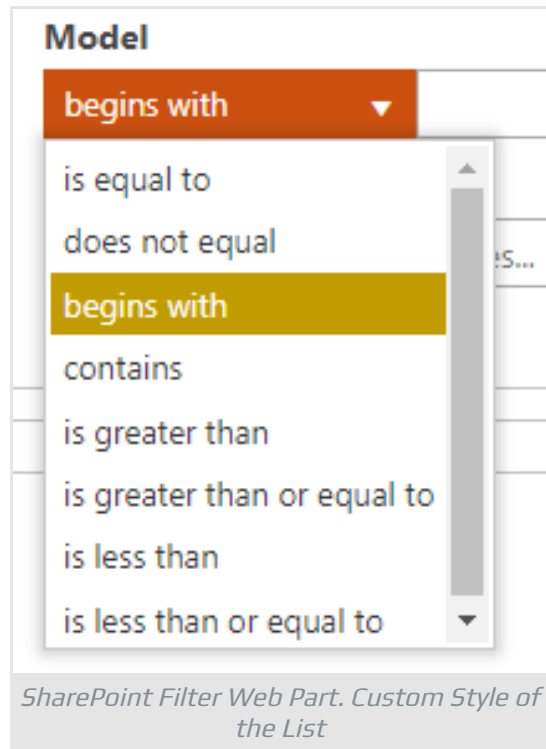 Model
begins with
is equal to
does not equal
es...
begins with
contains
is greater than
is greater than or equal to
is less than
is less than or equal to
SharePoint Filter Web Part. Custom Style of
the List